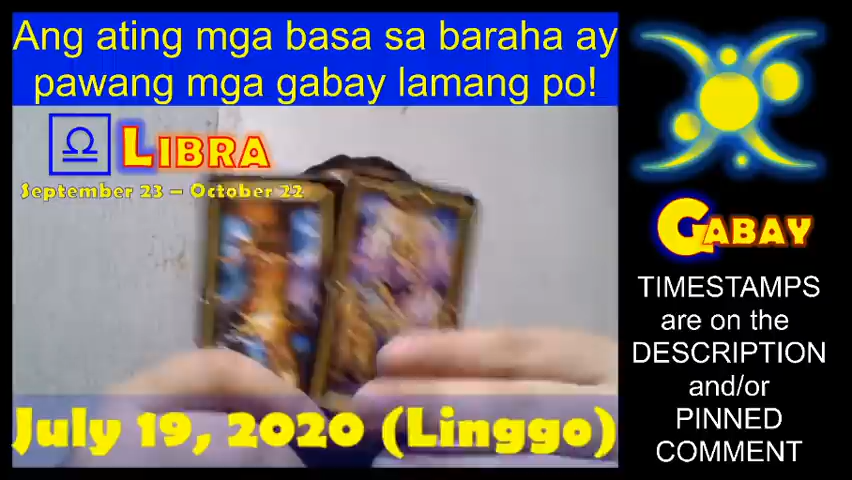 Ang ating mga basa sa baraha ay
pawang mga gabay lamang po!
♎ LIBRA
September 23 – October 22
July 19, 2020 (Linggo)
GABAY
TIMESTAMPS
are on the
DESCRIPTION
and/or
PINNED
COMMENT